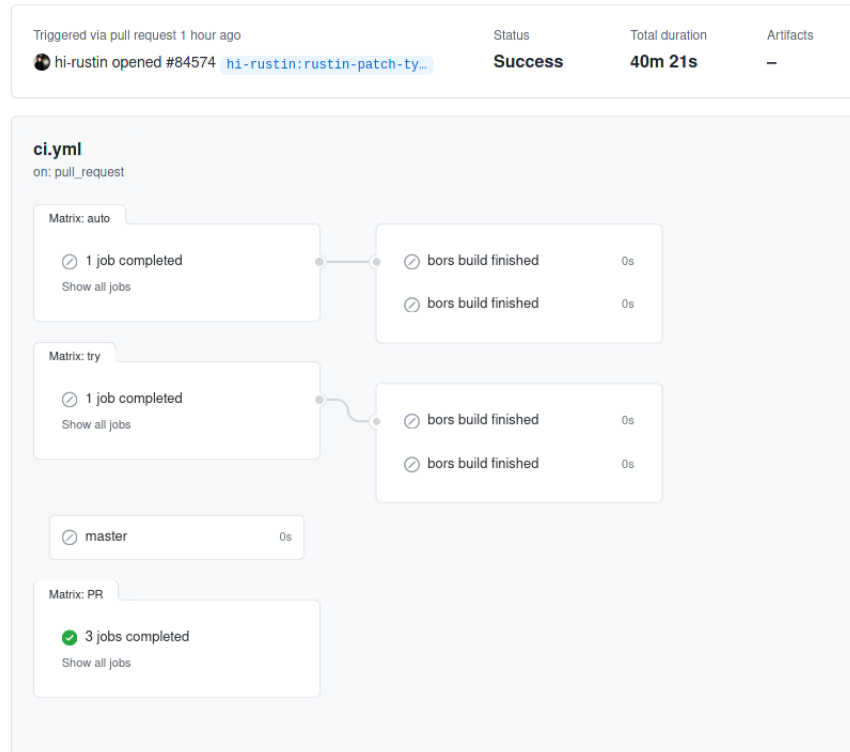 Triggered via pull request 1 hour ago
Status
Total duration
Artifacts
hi-rustin opened #84574 hi-rustin:rustin-patch-ty…
Success
40m 21s
–
ci.yml
on: pull_request
Matrix: auto
1 job completed
Show all jobs
bors build finished 0s
bors build finished 0s
Matrix: try
1 job completed
Show all jobs
bors build finished 0s
bors build finished 0s
master 0s
Matrix: PR
3 jobs completed
Show all jobs